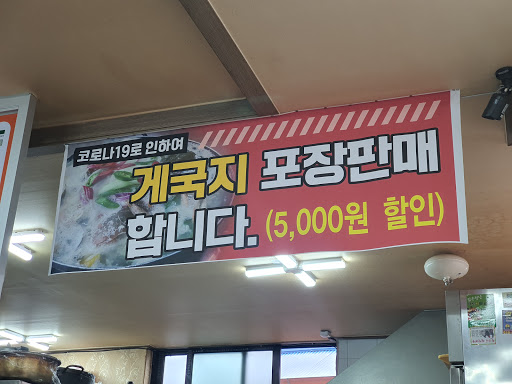 코로나19로 인하여
게국지 포장판매
합니다. (5,000원 할인)